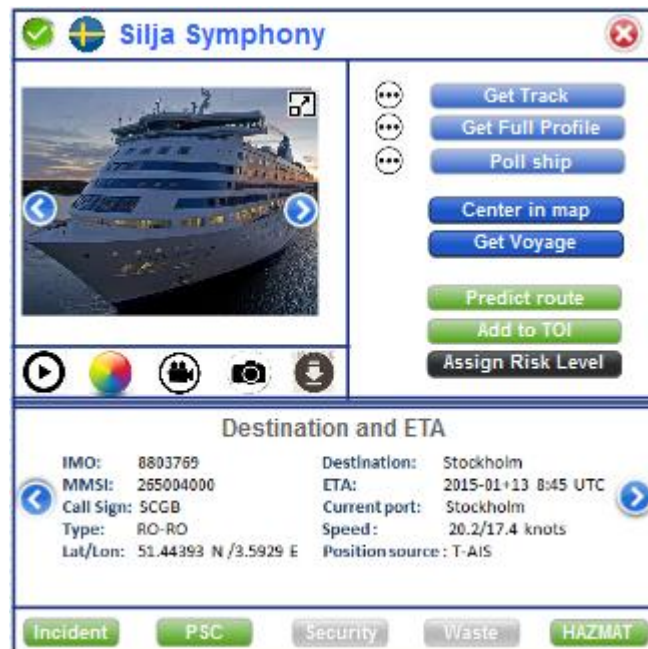 Silja Symphony
Get Track
Get Full Profile
Poll ship
Center in map
Get Voyage
Predict route
Add to TOI
Assign Risk Level
Destination and ETA
IMO: 8803769 Destination: Stockholm
MMSI: 265004000 ETA: 2015-01+13 8:45 UTC
Call Sign: SCGB Current port: Stockholm
Type: RO-RO Speed: 20.2/17.4 knots
Lat/Lon: 51.44393 N /3.5929 E Position source : T-AIS
Incident PSC Security Waste HAZMAT